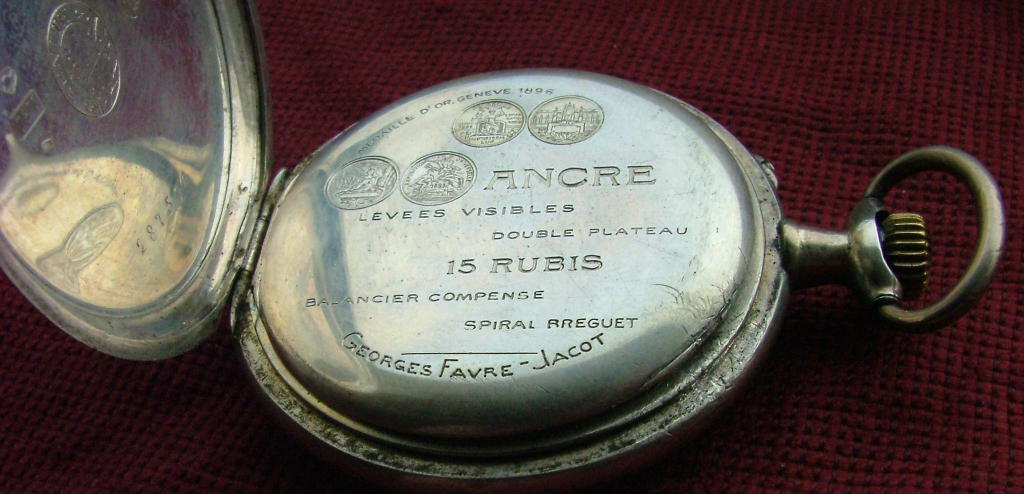 MEDAILLE D'OR. GENEVE. 1896
ANCRE
LEVEES VISIBLES
DOUBLE PLATEAU
15 RUBIS
BALANCIER COMPENSE
SPIRAL BREGUET
GEORGES FAVRE-JACOT